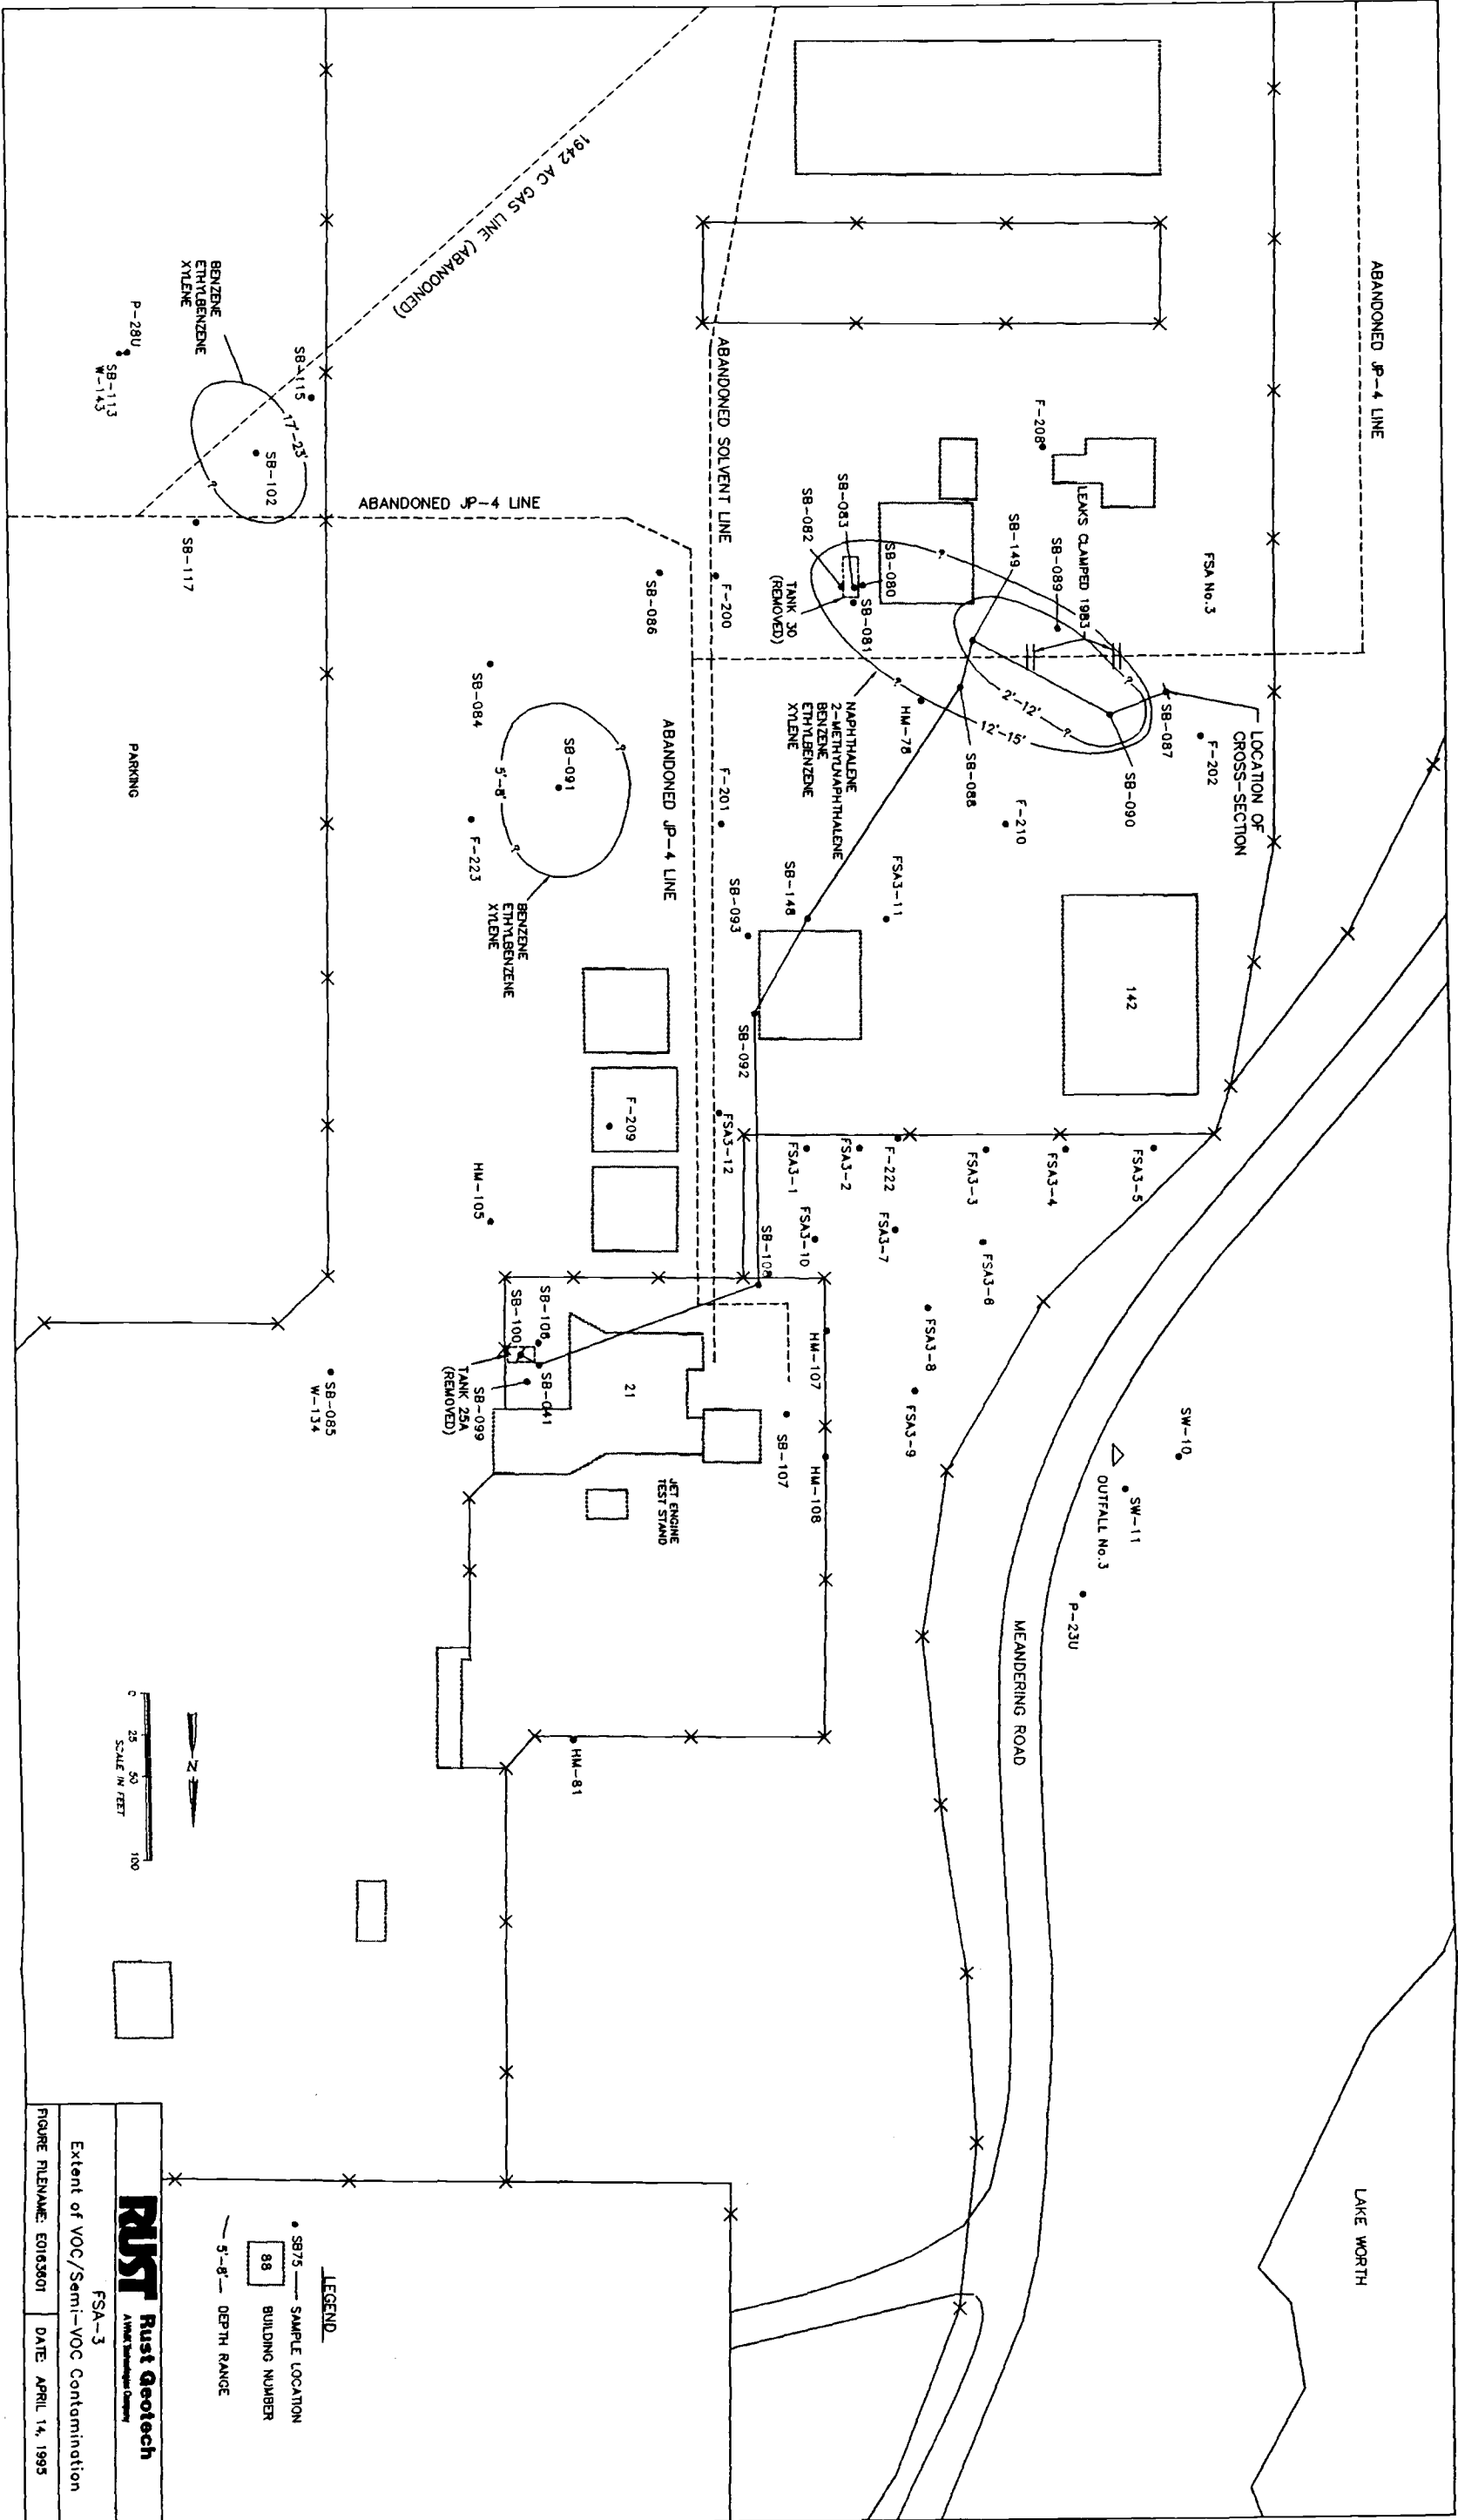 LAKE WORTH
ABANDONED JP-4 LINE
FSA No.3
LOCATION OF
CROSS-SECTION
F-202
SB-087
SB-090
F-208
LEAKS CLAMPED 1983
SB-089
SB-149
2'-12'
12'-15'
?
?
?
?
?
SB-088
HM-78
F-210
FSA3-11
142
SB-083
SB-082
SB-080
SB-081
TANK 30
(REMOVED)
NAPHTHALENE
2-METHYLNAPHTHALENE
BENZENE
ETHYLBENZENE
XYLENE
SB-148
SB-093
SB-092
ABANDONED SOLVENT LINE
F-200
F-201
FSA3-12
FSA3-1
FSA3-2
F-222
FSA3-3
FSA3-4
FSA3-5
FSA3-10
FSA3-7
FSA3-6
FSA3-8
FSA3-9
SW-10
SW-11
OUTFALL No.3
P-23U
MEANDERING ROAD
1942 AC GAS LINE (ABANDONED)
ABANDONED JP-4 LINE
ABANDONED JP-4 LINE
SB-086
SB-084
SB-091
5'-8'
?
?
F-223
BENZENE
ETHYLBENZENE
XYLENE
F-209
HM-105
SB-108
HM-107
HM-108
SB-107
SB-106
SB-100
SB-041
SB-099
TANK 25A
(REMOVED)
21
JET ENGINE
TEST STAND
HM-81
SB-085
W-134
BENZENE
ETHYLBENZENE
XYLENE
SB-115
17'-23'
SB-102
?
P-28U
SB-113
W-143
SB-117
PARKING
N
0 25 50 100
SCALE IN FEET
LEGEND
SB75 SAMPLE LOCATION
88 BUILDING NUMBER
5'-8' DEPTH RANGE
RUST Rust Geotech
FSA-3
Extent of VOC/Semi-VOC Contamination
FIGURE FILENAME: E0163601 DATE: APRIL 14, 1995